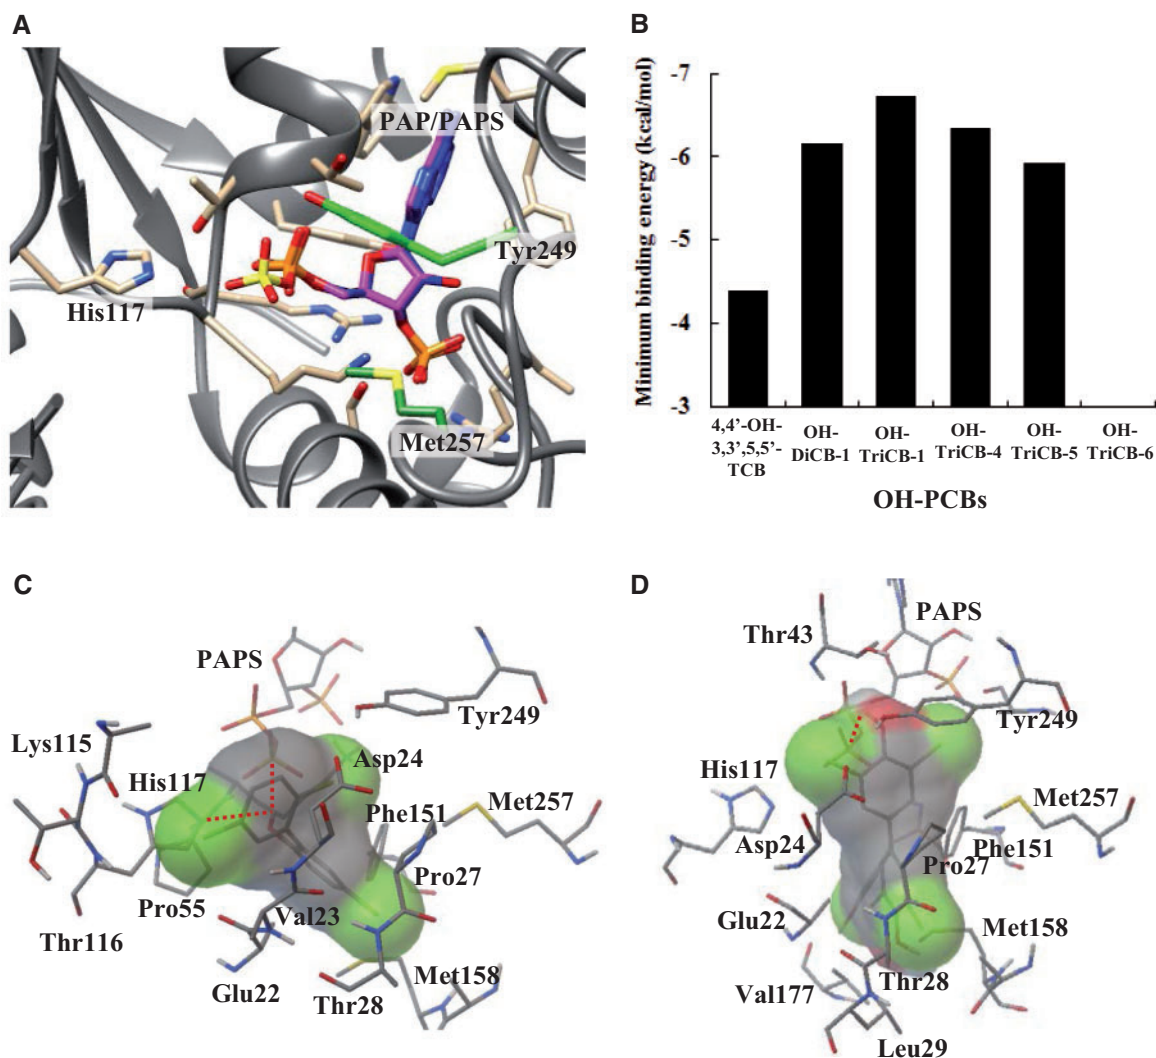 A
PAP/PAPS
Tyr249
His117
Met257
B
Minimum binding energy (kcal/mol)
-7
-6
-5
-4
-3
4,4’-OH-
3,3’,5,5’-
TCB
OH-
DiCB-1
OH-
TriCB-1
OH-
TriCB-4
OH-
TriCB-5
OH-
TriCB-6
OH-PCBs
C
PAPS
Tyr249
Lys115
Asp24
His117
Phe151
Met257
Pro27
Pro55
Val23
Thr116
Glu22
Met158
Thr28
D
PAPS
Thr43
Tyr249
His117
Met257
Asp24
Phe151
Pro27
Glu22
Met158
Thr28
Val177
Leu29